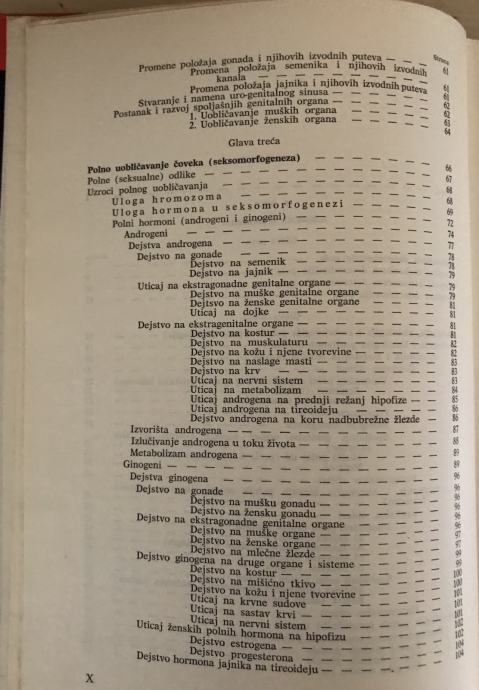 Strana
Promene položaja gonada i njihovih izvodnih puteva — — — 61
Promena položaja semenika i njihovih izvodnih
kanala — — — — — — — — — 61
Promena položaja jajnika i njihovih izvodnih puteva 61
Stvaranje i namena uro-genitalnog sinusa — — — — — 62
Postanak i razvoj spoljašnjih genitalnih organa — — — — 62
1. Uobličavanje muških organa — — — — 63
2. Uobličavanje ženskih organa — — — — 64
Glava treća
Polno uobličavanje čoveka (seksomorfogeneza) — — — — 66
Polne (seksualne) odlike — — — — — — — 67
Uzroci polnog uobličavanja — — — — — — — 68
Uloga hromozoma — — — — — — — 68
Uloga hormona u seksomorfogenezi — — — — 69
Polni hormoni (androgeni i ginogeni) — — — — — 72
Androgeni — — — — — — — — 74
Dejstva androgena — — — — — — — 77
Dejstvo na gonade — — — — — — — 78
Dejstvo na semenik — — — — — — 78
Dejstvo na jajnik — — — — — — 79
Uticaj na ekstragonadne genitalne organe — — — — 79
Dejstvo na muške genitalne organe — — — 79
Dejtsvo na ženske genitalne organe — — — 81
Uticaj na dojke — — — — — — 81
Dejstvo na ekstragenitalne organe — — — — — 81
Dejstvo na kostur — — — — — — 81
Dejstvo na muskulaturu — — — — — 82
Dejstvo na kožu i njene tvorevine — — — — 82
Dejstvo na naslage masti — — — — — 83
Dejstvo na krv — — — — — — 83
Uticaj na nervni sistem — — — — — 83
Uticaj na metabolizam — — — — — 84
Uticaj androgena na prednji režanj hipofize — — 85
Uticaj androgena na tireoideju — — — — 86
Dejstvo androgena na koru nadbubrežne žlezde 86
Izvorišta androgena — — — — — — — 87
Izlučivanje androgena u toku života — — — — — 88
Metabolizam androgena — — — — — — — 89
Ginogeni — — — — — — — — — 89
Dejstva ginogena — — — — — — — 96
Dejstvo na gonade — — — — — — — 96
Dejstvo na mušku gonadu — — — — — 96
Dejstvo na žensku gonadu — — — — — 96
Dejstvo na ekstragonadne genitalne organe — — — 96
Dejstvo na muške organe — — — — — 96
Dejstvo na ženske organe — — — — — 97
Dejstvo na mlečne žlezde — — — — — 97
Dejstvo ginogena na druge organe i sisteme — — — 99
Dejstvo na kostur — — — — — — 99
Dejstvo na mišićno tkivo — — — — — 100
Dejstvo na kožu i njene tvorevine — — — — 100
Uticaj na krvne sudove — — — — — 101
Uticaj na sastav krvi — — — — — — 101
Uticaj na nervni sistem — — — — — 101
Uticaj ženskih polnih hormona na hipofizu — — — — 102
Dejstvo estrogena — — — — — — 102
Dejstvo progesterona — — — — — 104
Dejstvo hormona jajnika na tireoideju — — — — — 104
X